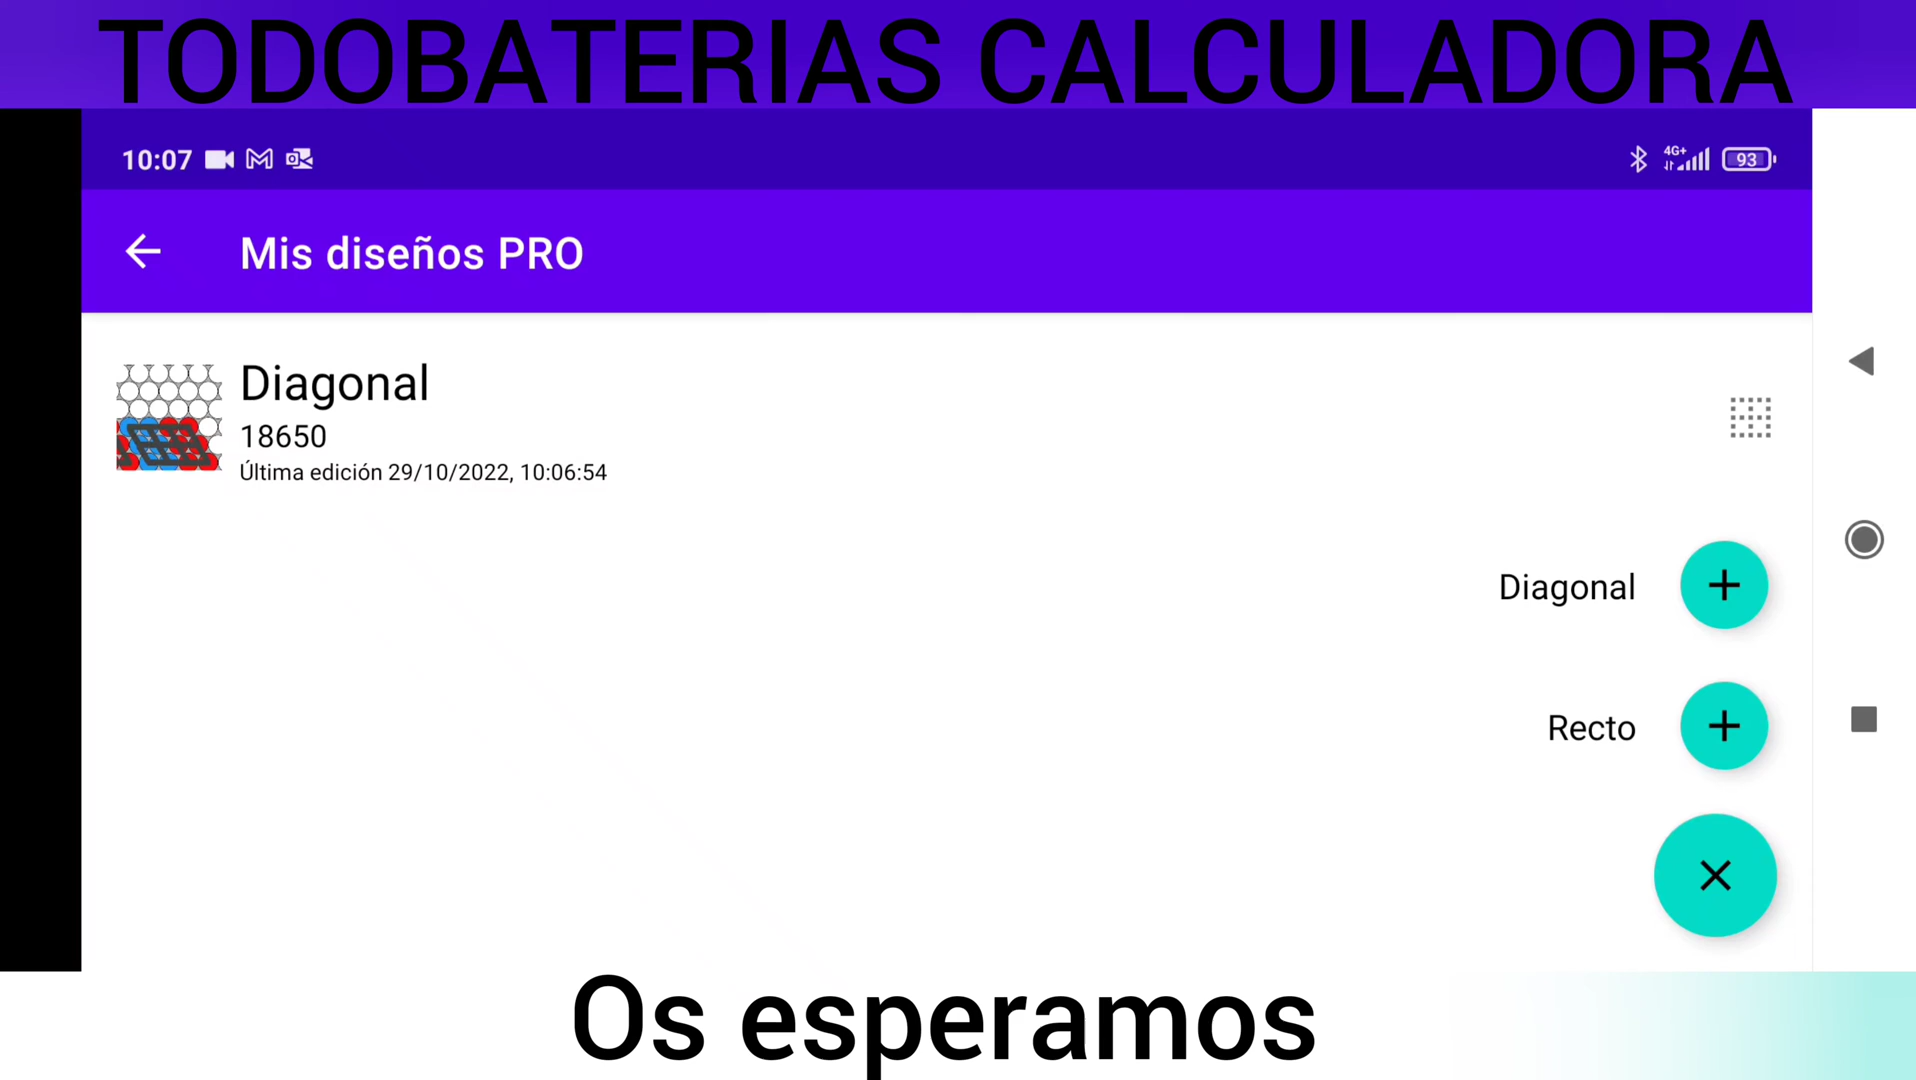 TODOBATERIAS CALCULADORA
10:07
4G+
93
Mis diseños PRO
Diagonal
18650
Última edición 29/10/2022, 10:06:54
Diagonal
Recto
Os esperamos